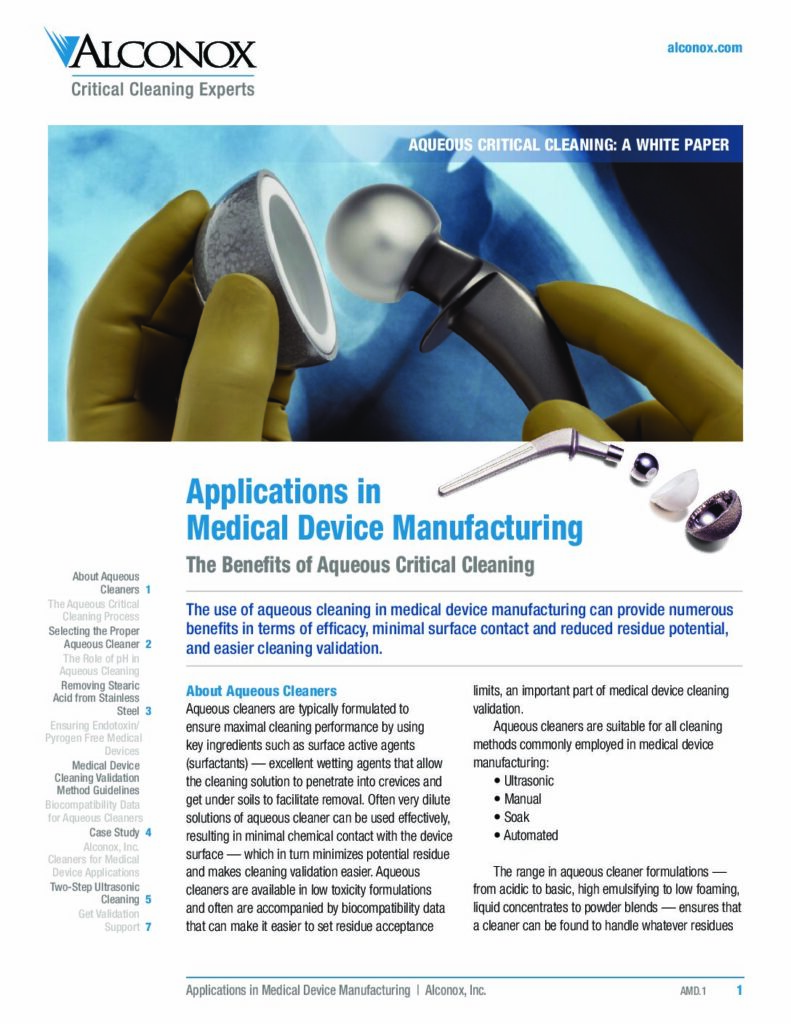 ALCONOX
Critical Cleaning Experts
alconox.com
AQUEOUS CRITICAL CLEANING: A WHITE PAPER
Applications in
Medical Device Manufacturing
The Benefits of Aqueous Critical Cleaning
The use of aqueous cleaning in medical device manufacturing can provide numerous
benefits in terms of efficacy, minimal surface contact and reduced residue potential,
and easier cleaning validation.
About Aqueous
Cleaners 1
The Aqueous Critical
Cleaning Process
Selecting the Proper
Aqueous Cleaner 2
The Role of pH in
Aqueous Cleaning
Removing Stearic
Acid from Stainless
Steel 3
Ensuring Endotoxin/
Pyrogen Free Medical
Devices
Medical Device
Cleaning Validation
Method Guidelines
Biocompatibility Data
for Aqueous Cleaners
Case Study 4
Alconox, Inc.
Cleaners for Medical
Device Applications
Two-Step Ultrasonic
Cleaning 5
Get Validation
Support 7
About Aqueous Cleaners
Aqueous cleaners are typically formulated to
ensure maximal cleaning performance by using
key ingredients such as surface active agents
(surfactants) — excellent wetting agents that allow
the cleaning solution to penetrate into crevices and
get under soils to facilitate removal. Often very dilute
solutions of aqueous cleaner can be used effectively,
resulting in minimal chemical contact with the device
surface — which in turn minimizes potential residue
and makes cleaning validation easier. Aqueous
cleaners are available in low toxicity formulations
and often are accompanied by biocompatibility data
that can make it easier to set residue acceptance
limits, an important part of medical device cleaning
validation.
Aqueous cleaners are suitable for all cleaning
methods commonly employed in medical device
manufacturing:
• Ultrasonic
• Manual
• Soak
• Automated
The range in aqueous cleaner formulations —
from acidic to basic, high emulsifying to low foaming,
liquid concentrates to powder blends — ensures that
a cleaner can be found to handle whatever residues
Applications in Medical Device Manufacturing | Alconox, Inc.
AMD.1 1